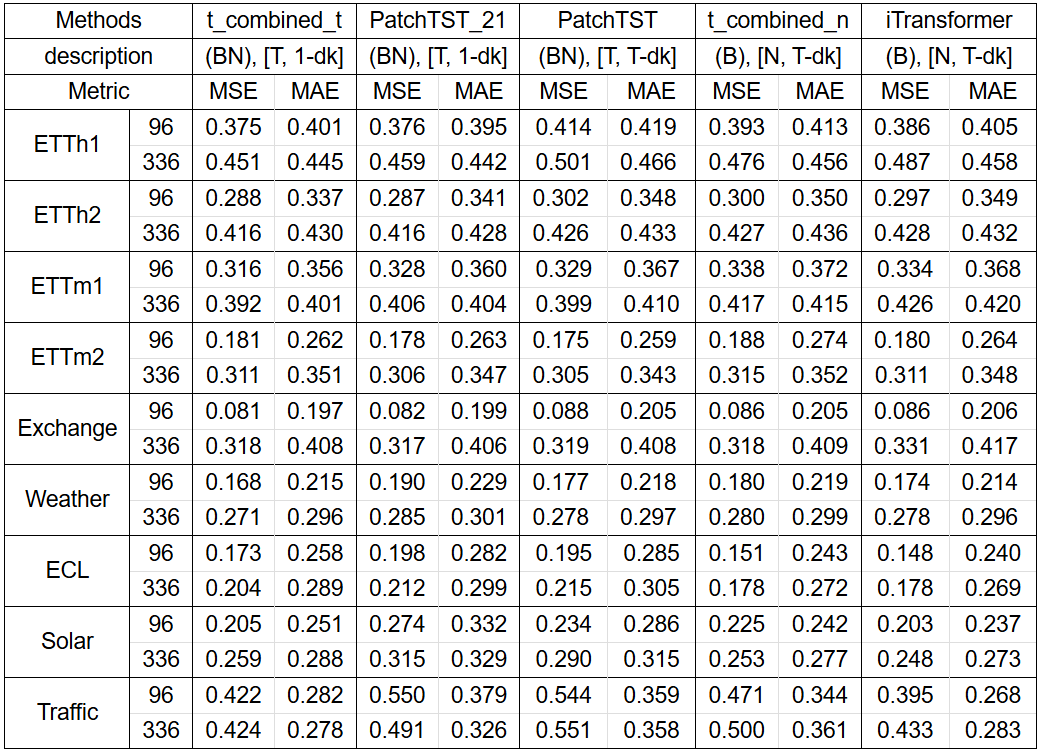 Methods t_combined_t PatchTST_21 PatchTST t_combined_n iTransformer
description (BN), [T, 1-dk] (BN), [T, 1-dk] (BN), [T, T-dk] (B), [N, T-dk] (B), [N, T-dk]
Metric MSE MAE MSE MAE MSE MAE MSE MAE MSE MAE
ETTh1 96 0.375 0.401 0.376 0.395 0.414 0.419 0.393 0.413 0.386 0.405
336 0.451 0.445 0.459 0.442 0.501 0.466 0.476 0.456 0.487 0.458
ETTh2 96 0.288 0.337 0.287 0.341 0.302 0.348 0.300 0.350 0.297 0.349
336 0.416 0.430 0.416 0.428 0.426 0.433 0.427 0.436 0.428 0.432
ETTm1 96 0.316 0.356 0.328 0.360 0.329 0.367 0.338 0.372 0.334 0.368
336 0.392 0.401 0.406 0.404 0.399 0.410 0.417 0.415 0.426 0.420
ETTm2 96 0.181 0.262 0.178 0.263 0.175 0.259 0.188 0.274 0.180 0.264
336 0.311 0.351 0.306 0.347 0.305 0.343 0.315 0.352 0.311 0.348
Exchange 96 0.081 0.197 0.082 0.199 0.088 0.205 0.086 0.205 0.086 0.206
336 0.318 0.408 0.317 0.406 0.319 0.408 0.318 0.409 0.331 0.417
Weather 96 0.168 0.215 0.190 0.229 0.177 0.218 0.180 0.219 0.174 0.214
336 0.271 0.296 0.285 0.301 0.278 0.297 0.280 0.299 0.278 0.296
ECL 96 0.173 0.258 0.198 0.282 0.195 0.285 0.151 0.243 0.148 0.240
336 0.204 0.289 0.212 0.299 0.215 0.305 0.178 0.272 0.178 0.269
Solar 96 0.205 0.251 0.274 0.332 0.234 0.286 0.225 0.242 0.203 0.237
336 0.259 0.288 0.315 0.329 0.290 0.315 0.253 0.277 0.248 0.273
Traffic 96 0.422 0.282 0.550 0.379 0.544 0.359 0.471 0.344 0.395 0.268
336 0.424 0.278 0.491 0.326 0.551 0.358 0.500 0.361 0.433 0.283